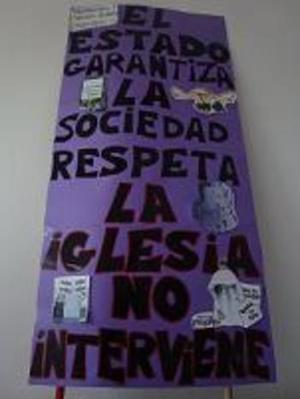 EL
ESTADO
GARANTIZA
LA
SOCIEDAD
RESPETA
LA
iGLESiA
NO
iNTERViENE